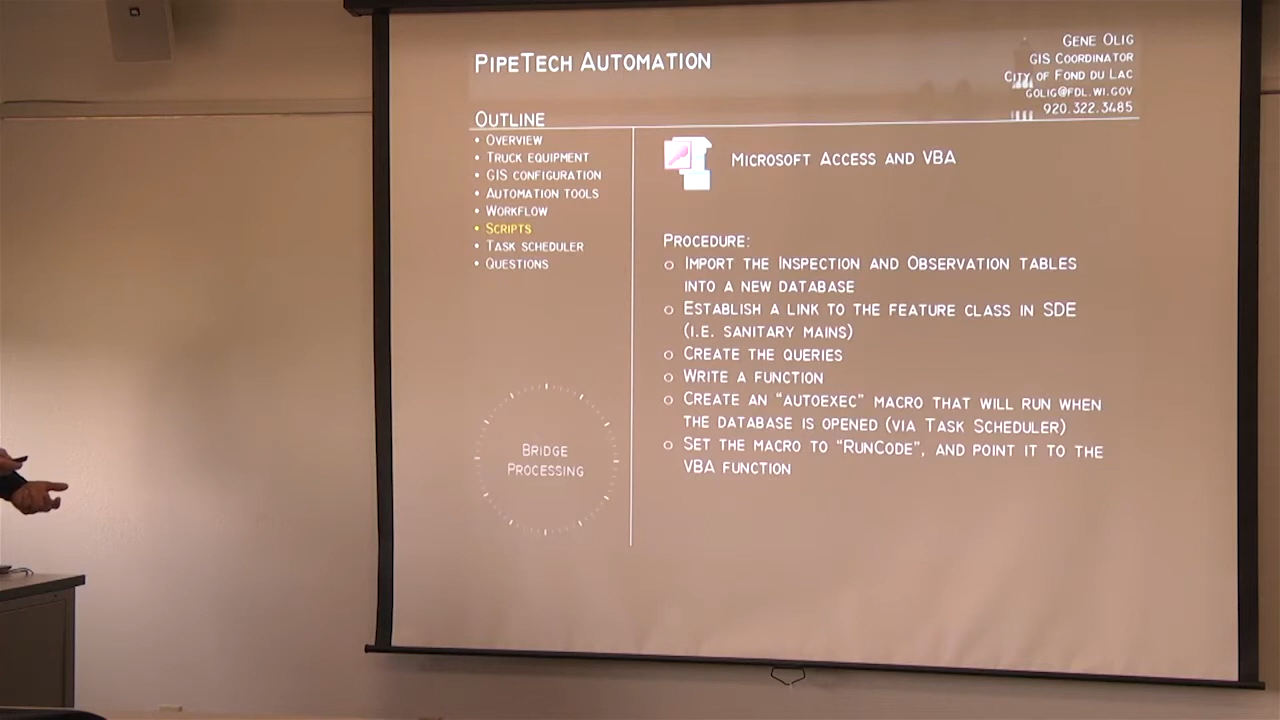 PipeTech Automation
Gene Olig
GIS Coordinator
City of Fond du Lac
golig@fdl.wi.gov
920.322.3485
Outline
• Overview
• Truck equipment
• GIS configuration
• Automation tools
• Workflow
• Scripts
• Task scheduler
• Questions
Bridge
Processing
Microsoft Access and VBA
Procedure:
o Import the Inspection and Observation tables
into a new database
o Establish a link to the feature class in SDE
(i.e. sanitary mains)
o Create the queries
o Write a function
o Create an “autoexec” macro that will run when
the database is opened (via Task Scheduler)
o Set the macro to “RunCode”, and point it to the
VBA function